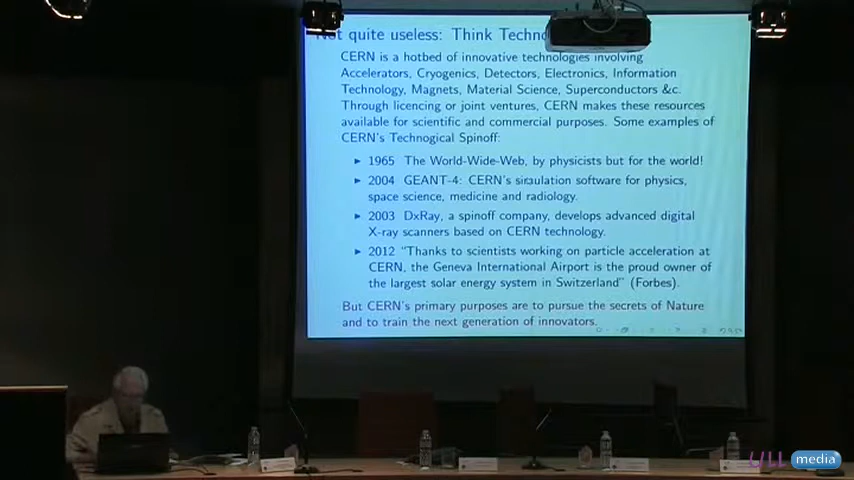 Not quite useless: Think Techno
CERN is a hotbed of innovative technologies involving
Accelerators, Cryogenics, Detectors, Electronics, Information
Technology, Magnets, Material Science, Superconductors &c.
Through licencing or joint ventures, CERN makes these resources
available for scientific and commercial purposes. Some examples of
CERN's Technogical Spinoff:
► 1965 The World-Wide-Web, by physicists but for the world!
► 2004 GEANT-4: CERN's simulation software for physics,
space science, medicine and radiology.
► 2003 DxRay, a spinoff company, develops advanced digital
X-ray scanners based on CERN technology.
► 2012 "Thanks to scientists working on particle acceleration at
CERN, the Geneva International Airport is the proud owner of
the largest solar energy system in Switzerland" (Forbes).
But CERN's primary purposes are to pursue the secrets of Nature
and to train the next generation of innovators.
ULL media